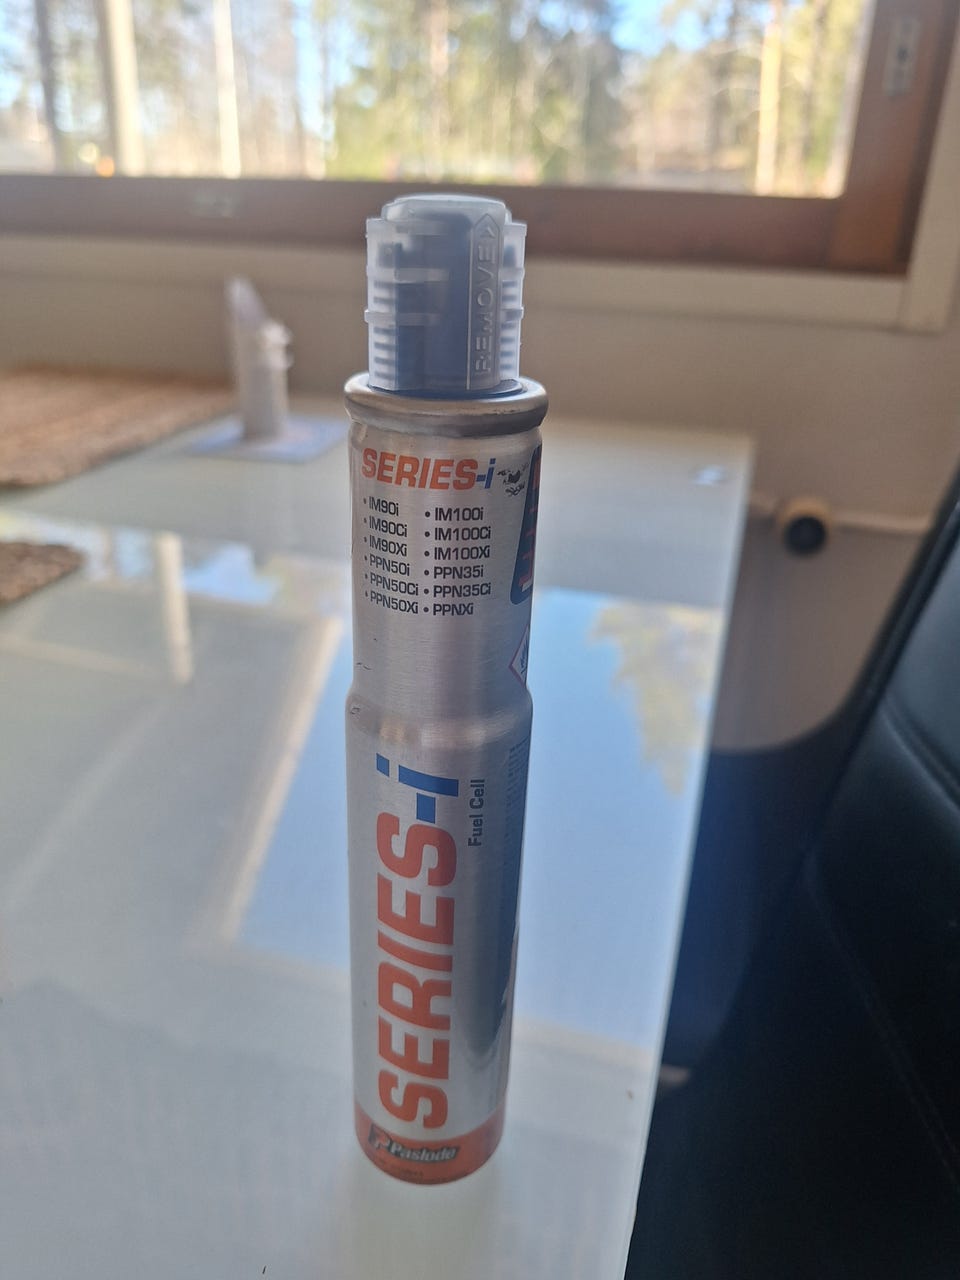 REMOVE
SERIES-i
• IM90i • IM100i
• IM90Ci • IM100Ci
• IM90Xi • IM100Xi
• PPN50i • PPN35i
• PPN50Ci • PPN35Ci
• PPN50Xi • PPNXi
SERIES-i
Fuel Cell
Paslode